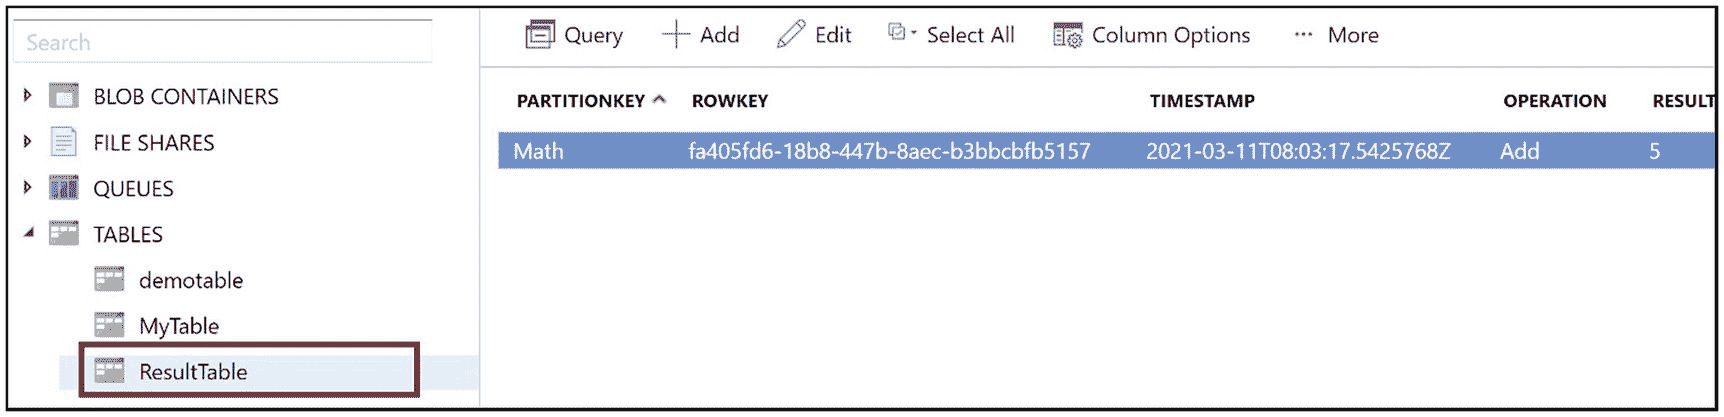 Search
BLOB CONTAINERS
FILE SHARES
QUEUES
TABLES
demotable
MyTable
ResultTable
Query Add Edit Select All Column Options ··· More
PARTITIONKEY ROWKEY TIMESTAMP OPERATION RESULT
Math fa405fd6-18b8-447b-8aec-b3bbcbfb5157 2021-03-11T08:03:17.5425768Z Add 5